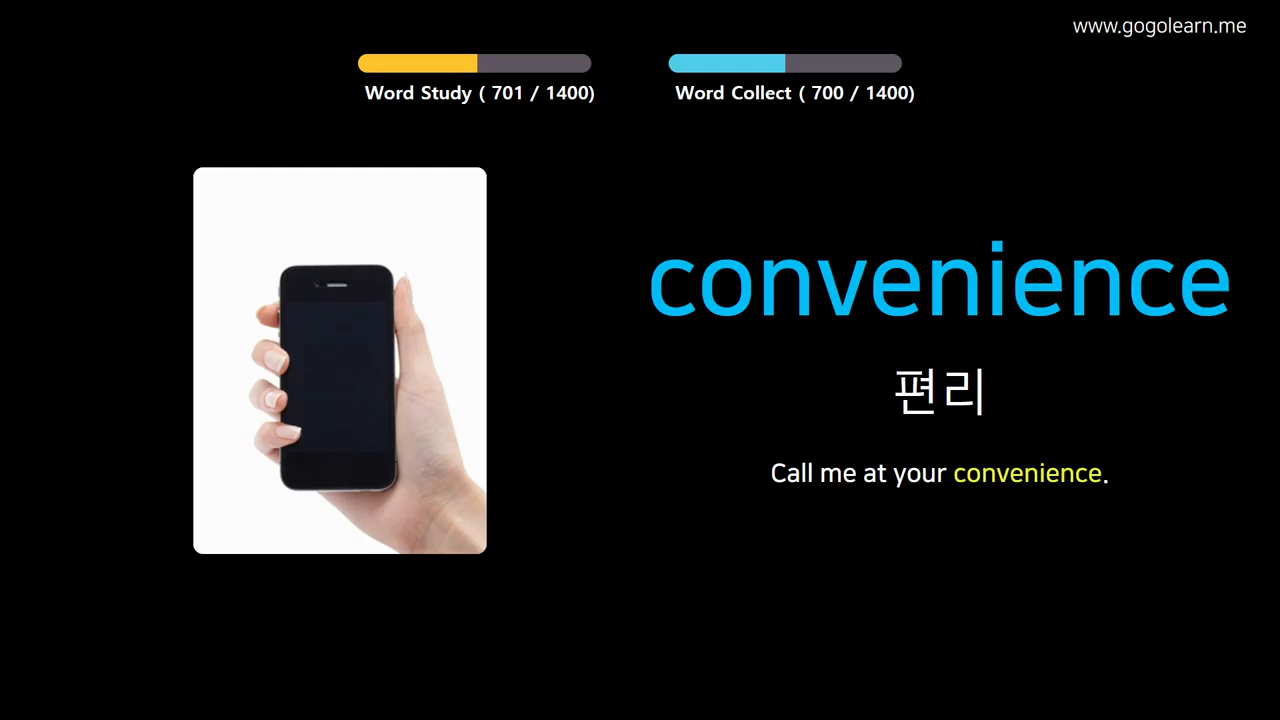 www.gogolearn.me
Word Study ( 701 / 1400)
Word Collect ( 700 / 1400)
convenience
편리
Call me at your convenience.